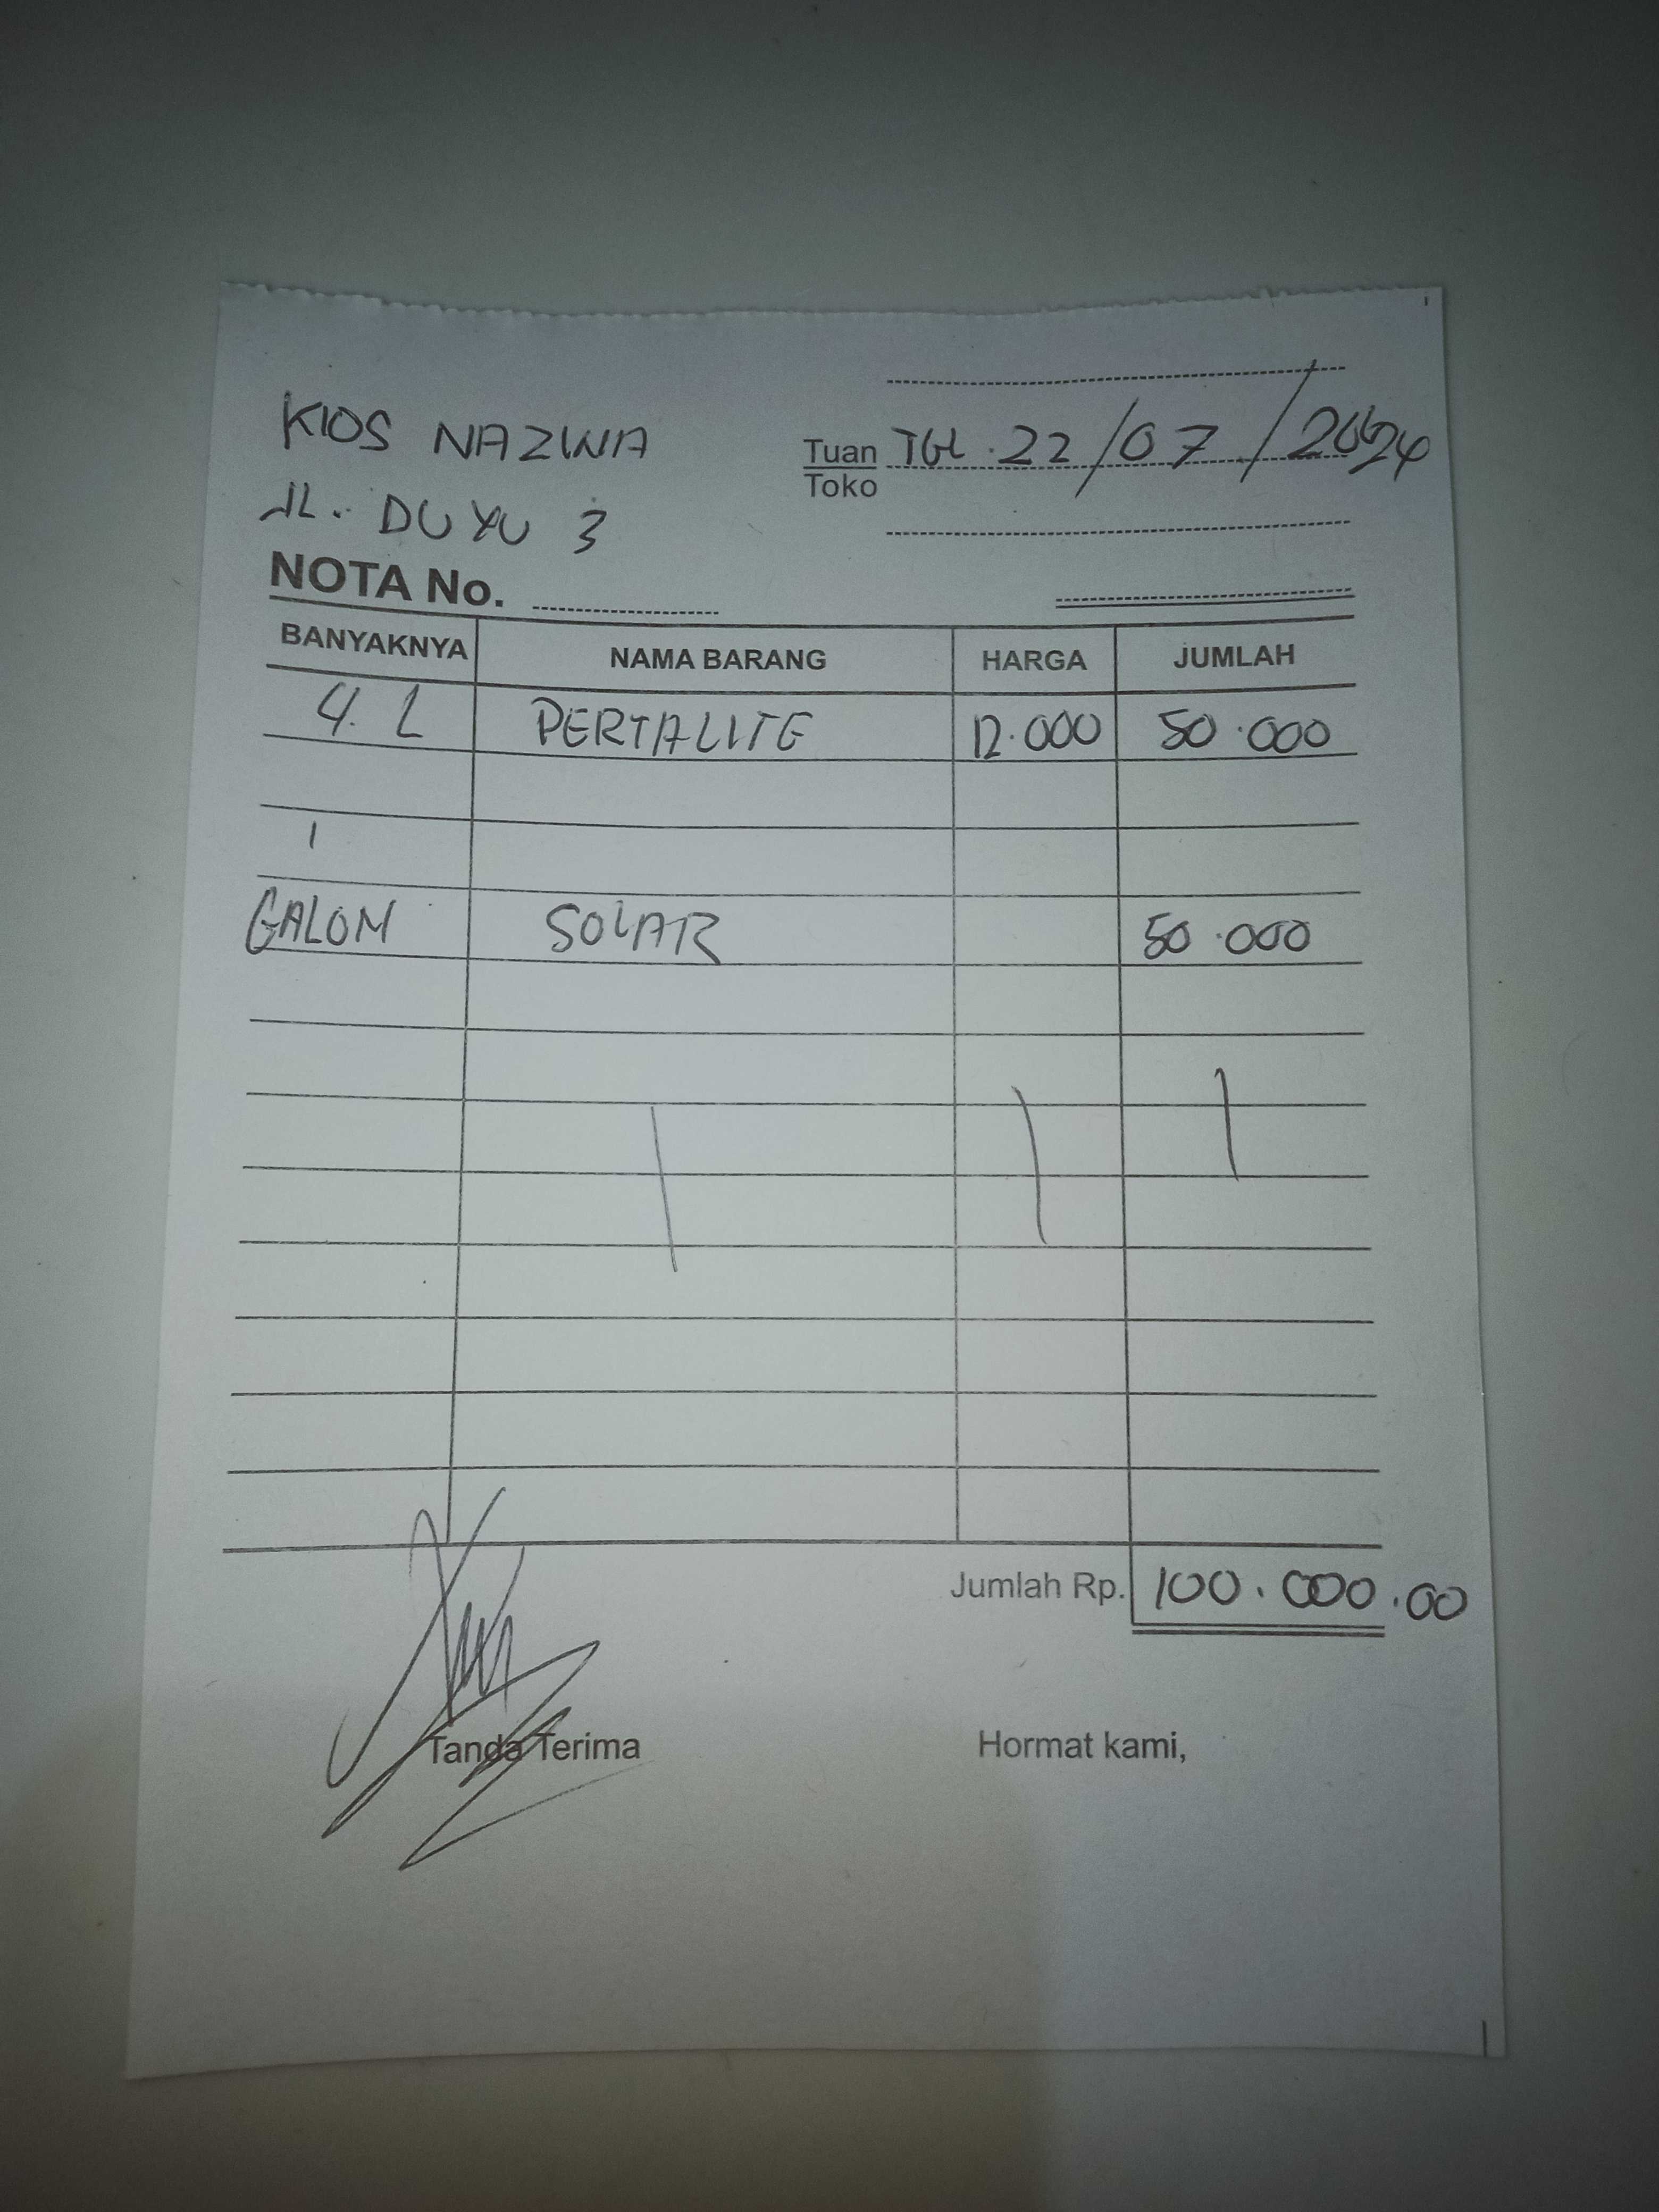 KIOS NAZWA
JL. DUYU 3
Tuan
Toko
TGL. 22/07/2024
NOTA No.
BANYAKNYA NAMA BARANG HARGA JUMLAH
4. L PERTALITE 12.000 50.000
1
GALON SOLAR 50.000
Jumlah Rp. 100.000.00
Tanda Terima Hormat kami,